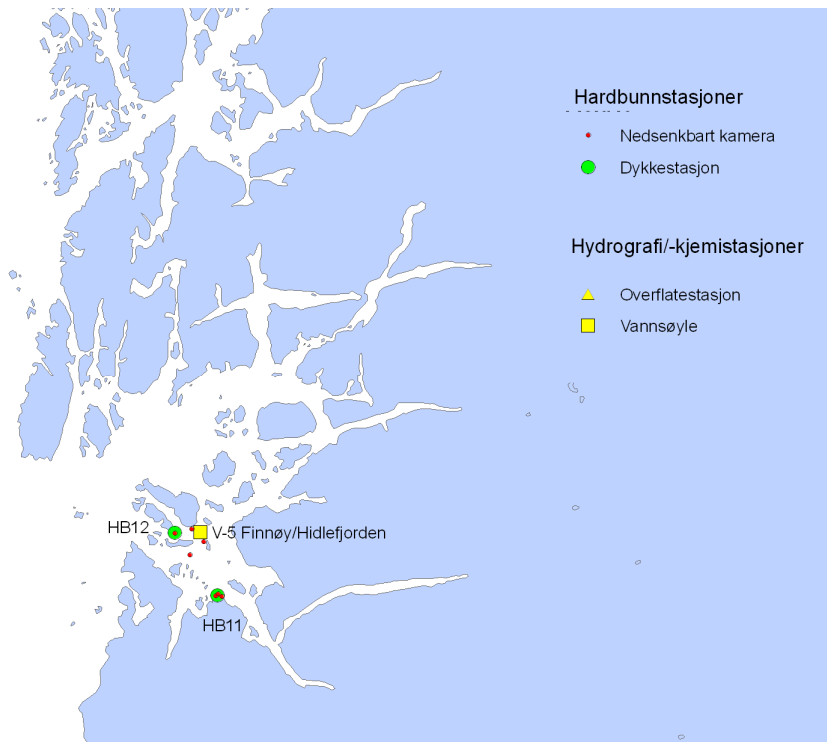 Hardbunnstasjoner
Nedsenkbart kamera
Dykkestasjon
Hydrografi/-kjemistasjoner
Overflatestasjon
Vannsøyle
HB12
V-5 Finnøy/Hidlefjorden
HB11